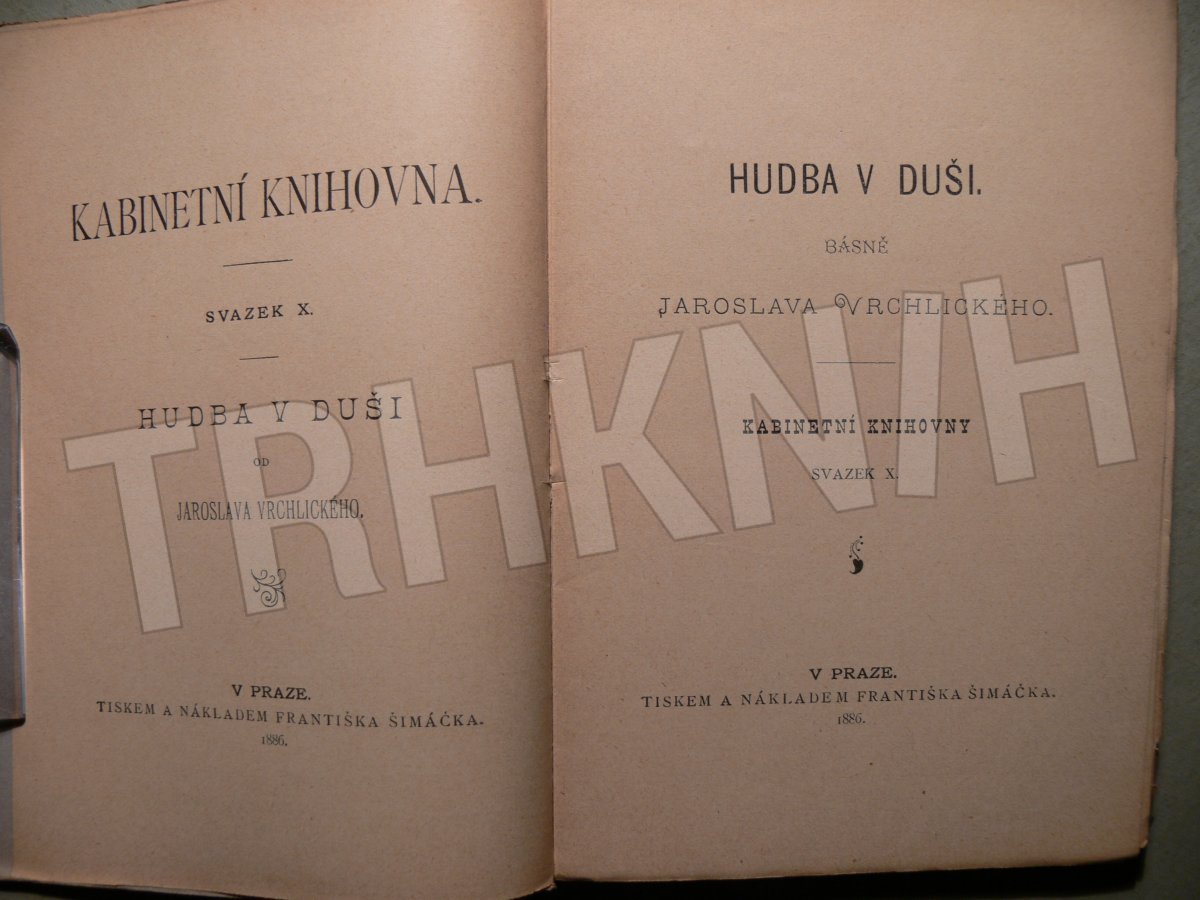 KABINETNÍ KNIHOVNA.
SVAZEK X.
HUDBA V DUŠI
OD
JAROSLAVA VRCHLICKÉHO.
V PRAZE.
TISKEM A NÁKLADEM FRANTIŠKA ŠIMÁČKA.
1886.
HUDBA V DUŠI.
BÁSNĚ
JAROSLAVA VRCHLICKÉHO.
KABINETNÍ KNIHOVNY
SVAZEK X.
V PRAZE.
TISKEM A NÁKLADEM FRANTIŠKA ŠIMÁČKA.
1886.
TRHKNIH